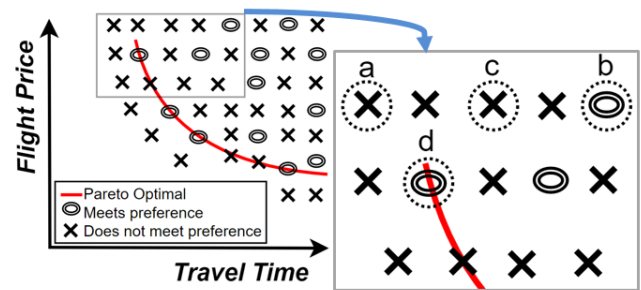 Flight Price
Travel Time
Pareto Optimal
Meets preference
Does not meet preference
a
c
b
d